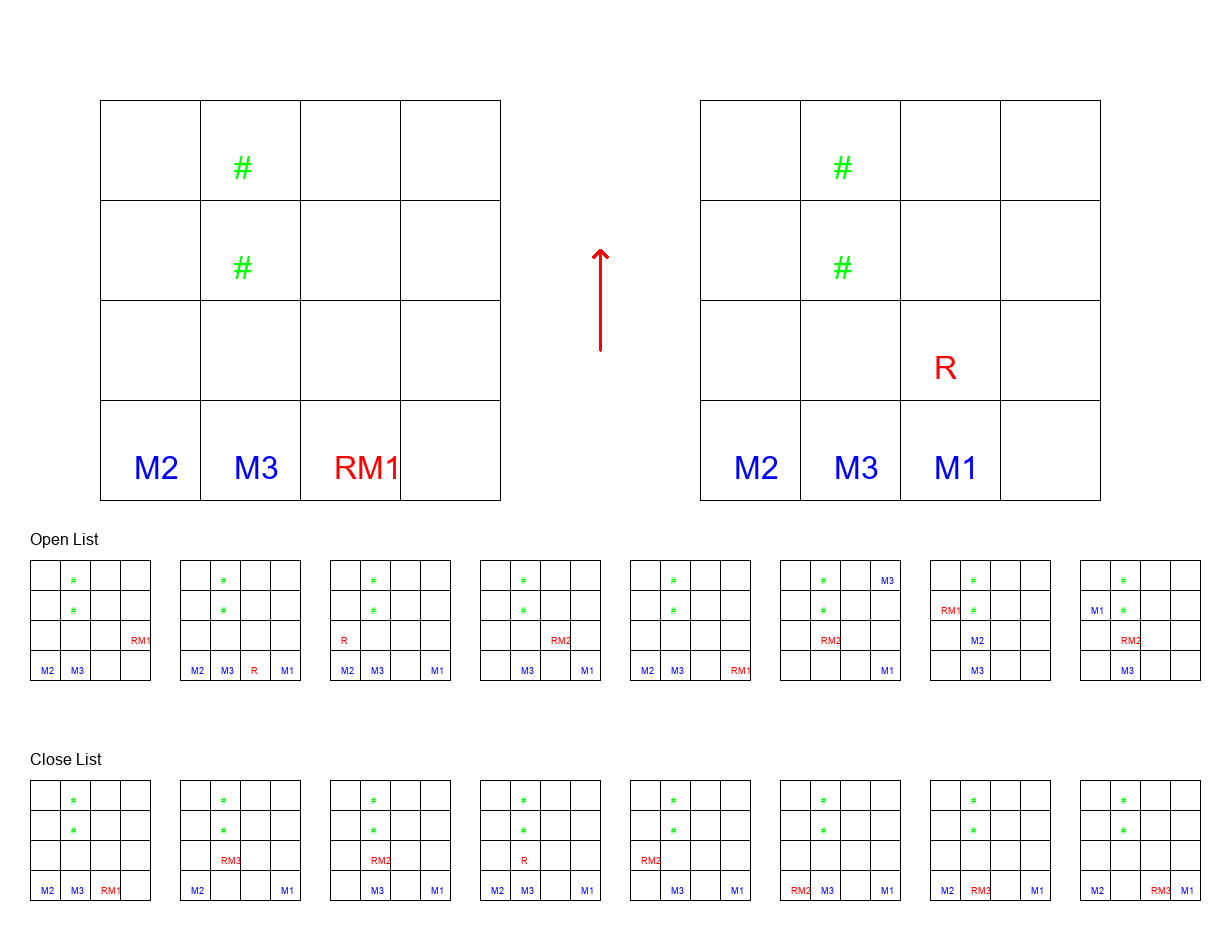 # #
# #
R
M2 M3 RM1 M2 M3 M1
Open List
# # # # # # M3 # #
# # # # # # RM1 # M1 #
RM1 R RM2 RM2 M2 RM2
M2 M3 M2 M3 R M1 M2 M3 M1 M3 M1 M2 M3 RM1 M1 M3 M3
Close List
# # # # # # # #
# # # # # # # #
RM3 RM2 R RM2
M2 M3 RM1 M2 M1 M3 M1 M2 M3 M1 M3 M1 RM2 M3 M1 M2 RM3 M1 M2 RM3 M1